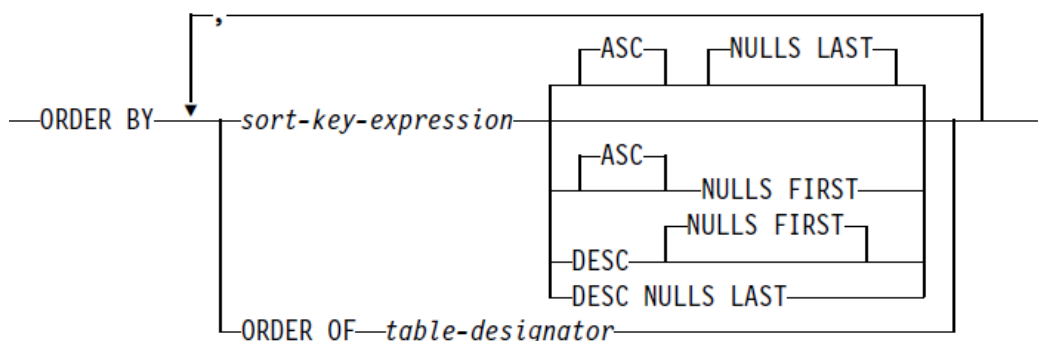 ,
ASC NULLS LAST
ORDER BY sort-key-expression
ASC
NULLS FIRST
NULLS FIRST
DESC
DESC NULLS LAST
ORDER OF table-designator